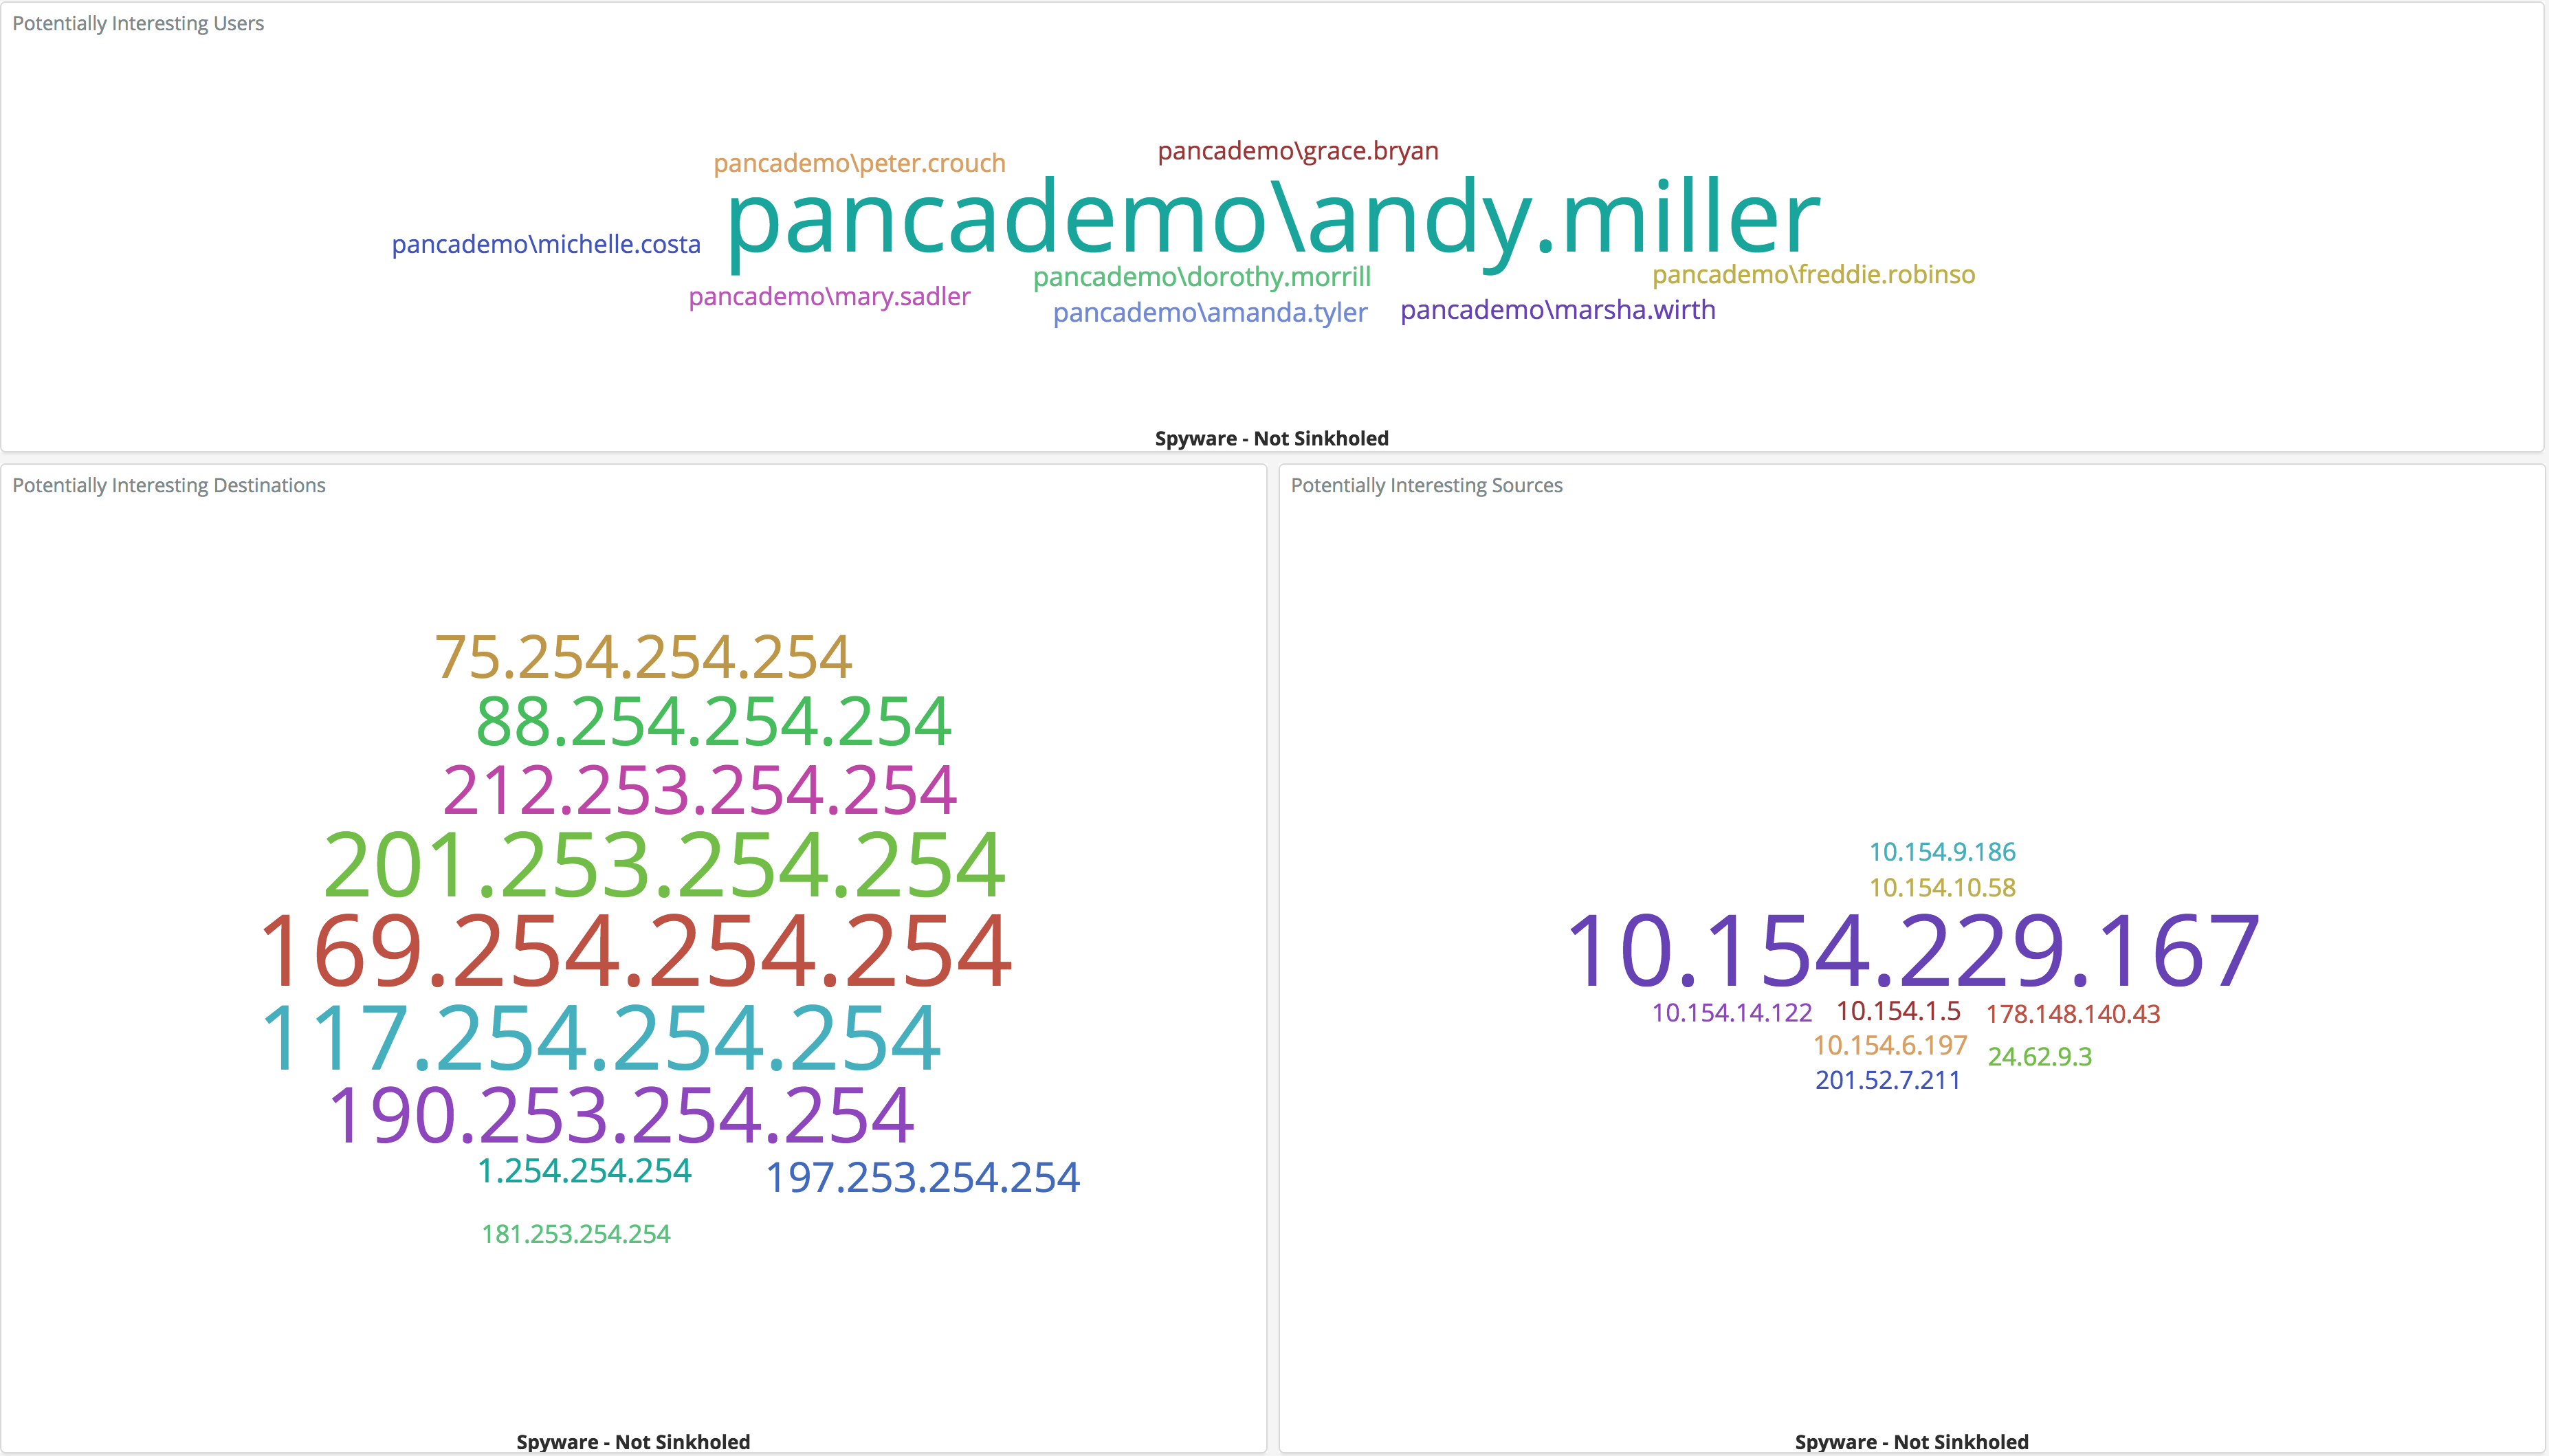 Potentially Interesting Users
pancademo\grace.bryan
pancademo\peter.crouch
pancademo\andy.miller
pancademo\michelle.costa
pancademo\dorothy.morrill
pancademo\freddie.robinso
pancademo\mary.sadler
pancademo\amanda.tyler
pancademo\marsha.wirth
Spyware - Not Sinkholed
Potentially Interesting Destinations
75.254.254.254
88.254.254.254
212.253.254.254
201.253.254.254
169.254.254.254
117.254.254.254
190.253.254.254
1.254.254.254
197.253.254.254
181.253.254.254
Spyware - Not Sinkholed
Potentially Interesting Sources
10.154.9.186
10.154.10.58
10.154.229.167
10.154.14.122
10.154.1.5
178.148.140.43
10.154.6.197
24.62.9.3
201.52.7.211
Spyware - Not Sinkholed